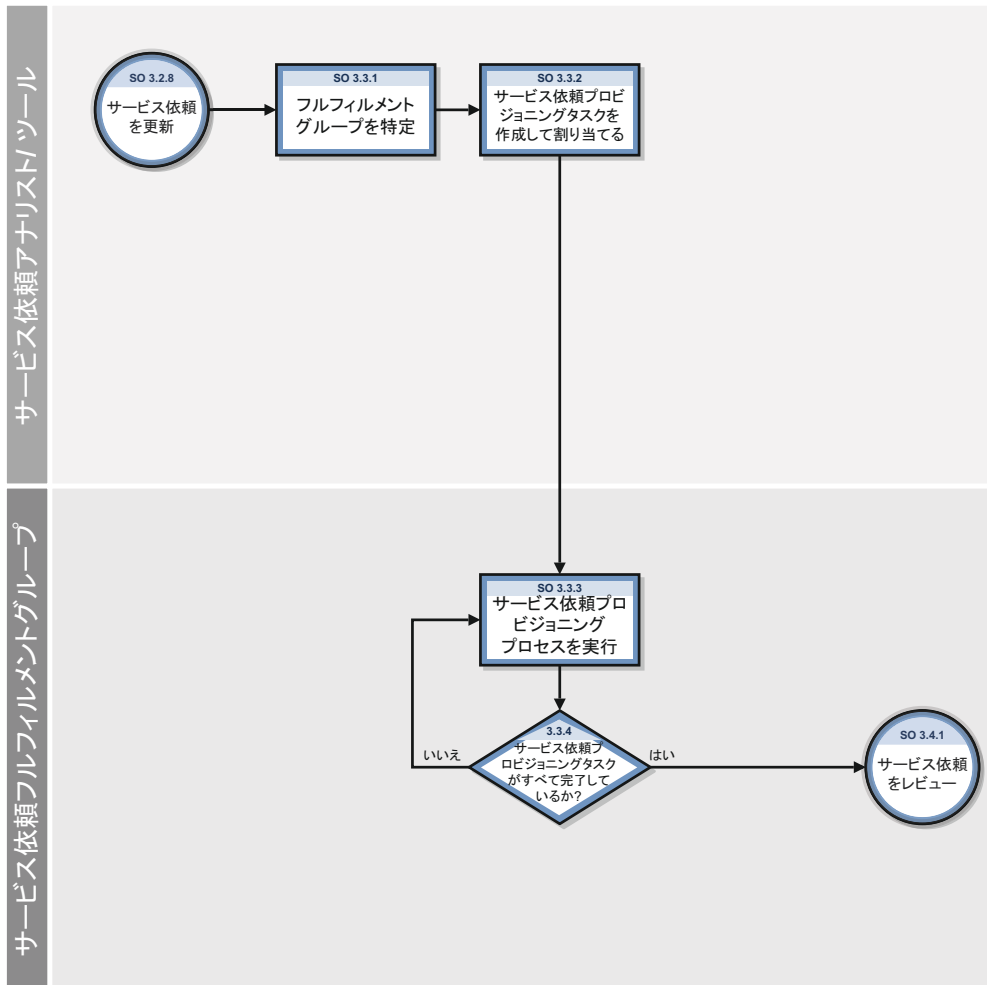 サービス依頼アナリスト/ ツール
SO 3.2.8
サービス依頼
を更新
SO 3.3.1
フルフィルメント
グループを特定
SO 3.3.2
サービス依頼プロビ
ジョニングタスクを
作成して割り当てる
サービス依頼フルフィルメントグループ
SO 3.3.3
サービス依頼プロ
ビジョニング
プロセスを実行
3.3.4
サービス依頼プ
ロビジョニングタスク
がすべて完了して
いるか?
いいえ
はい
SO 3.4.1
サービス依頼
をレビュー